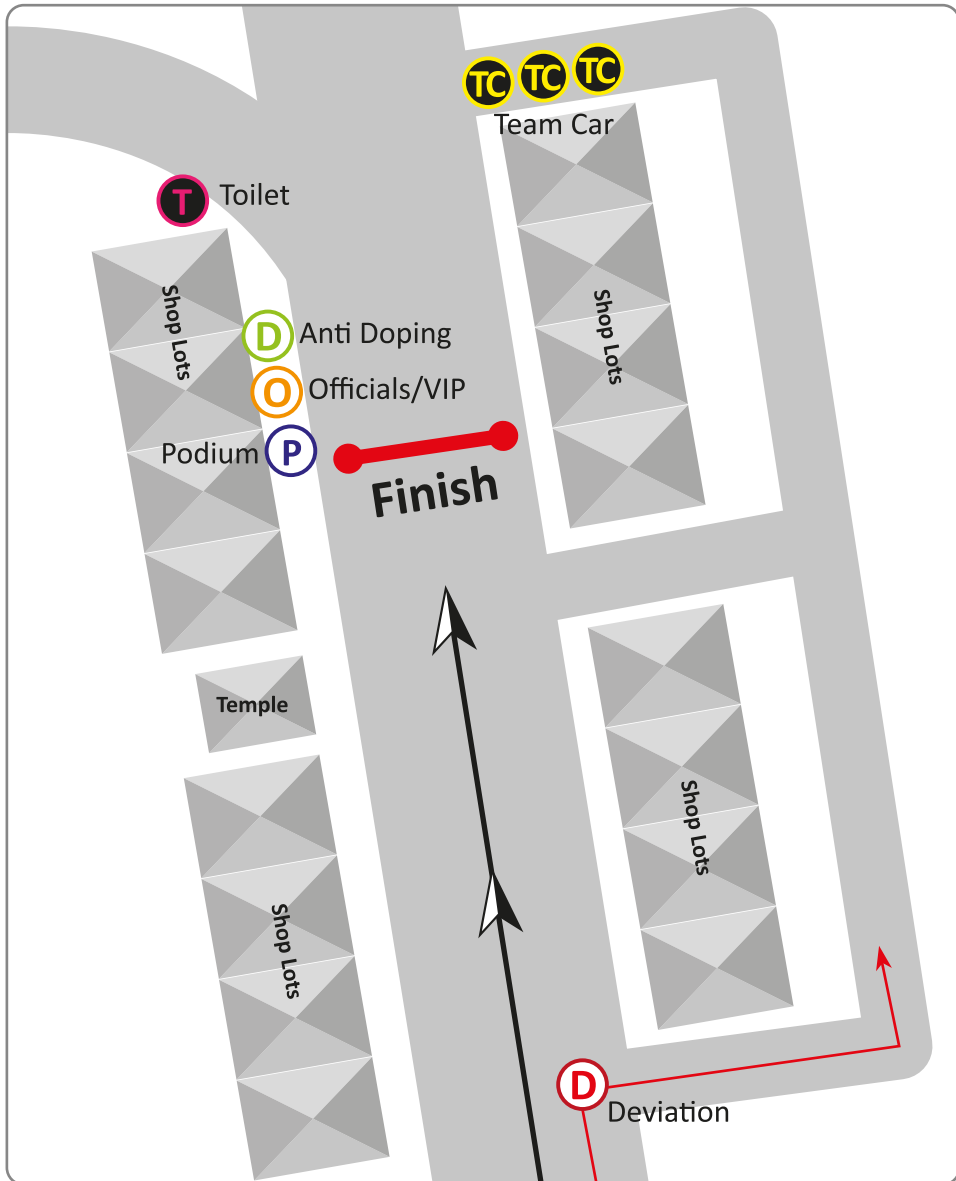 TC TC TC
Team Car
T Toilet
Shop Lots
Shop Lots
D Anti Doping
O Officials/VIP
Podium P
Finish
Temple
Shop Lots
Shop Lots
D
Deviation